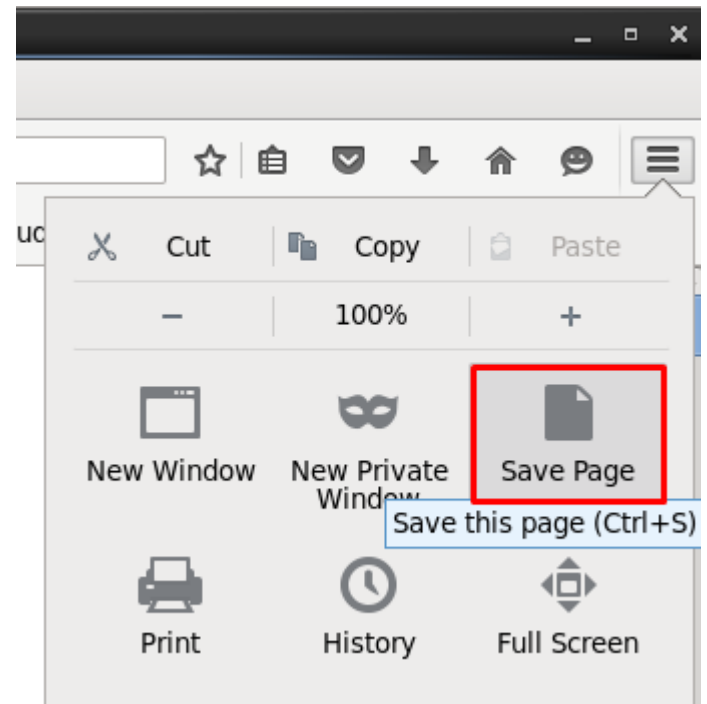 Cut Copy Paste
− 100% +
New Window New Private Save Page
Window
Save this page (Ctrl+S)
Print History Full Screen